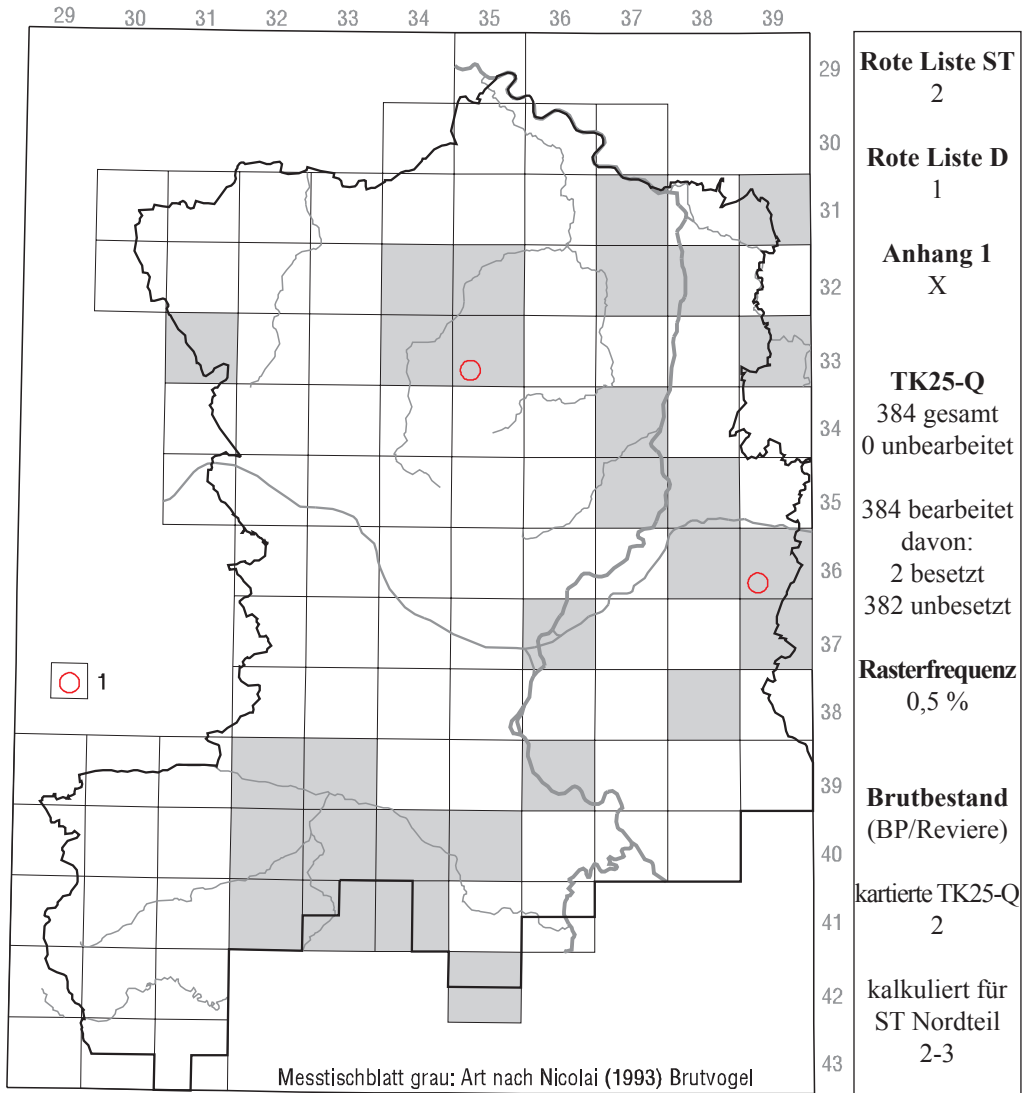 29 30 31 32 33 34 35 36 37 38 39
29
30
31
32
33
34
35
36
37
38
39
40
41
42
43
1
Messtischblatt grau: Art nach Nicolai (1993) Brutvogel
Rote Liste ST
2
Rote Liste D
1
Anhang 1
X
TK25-Q
384 gesamt
0 unbearbeitet
384 bearbeitet
davon:
2 besetzt
382 unbesetzt
Rasterfrequenz
0,5 %
Brutbestand
(BP/Reviere)
kartierte TK25-Q
2
kalkuliert für
ST Nordteil
2-3